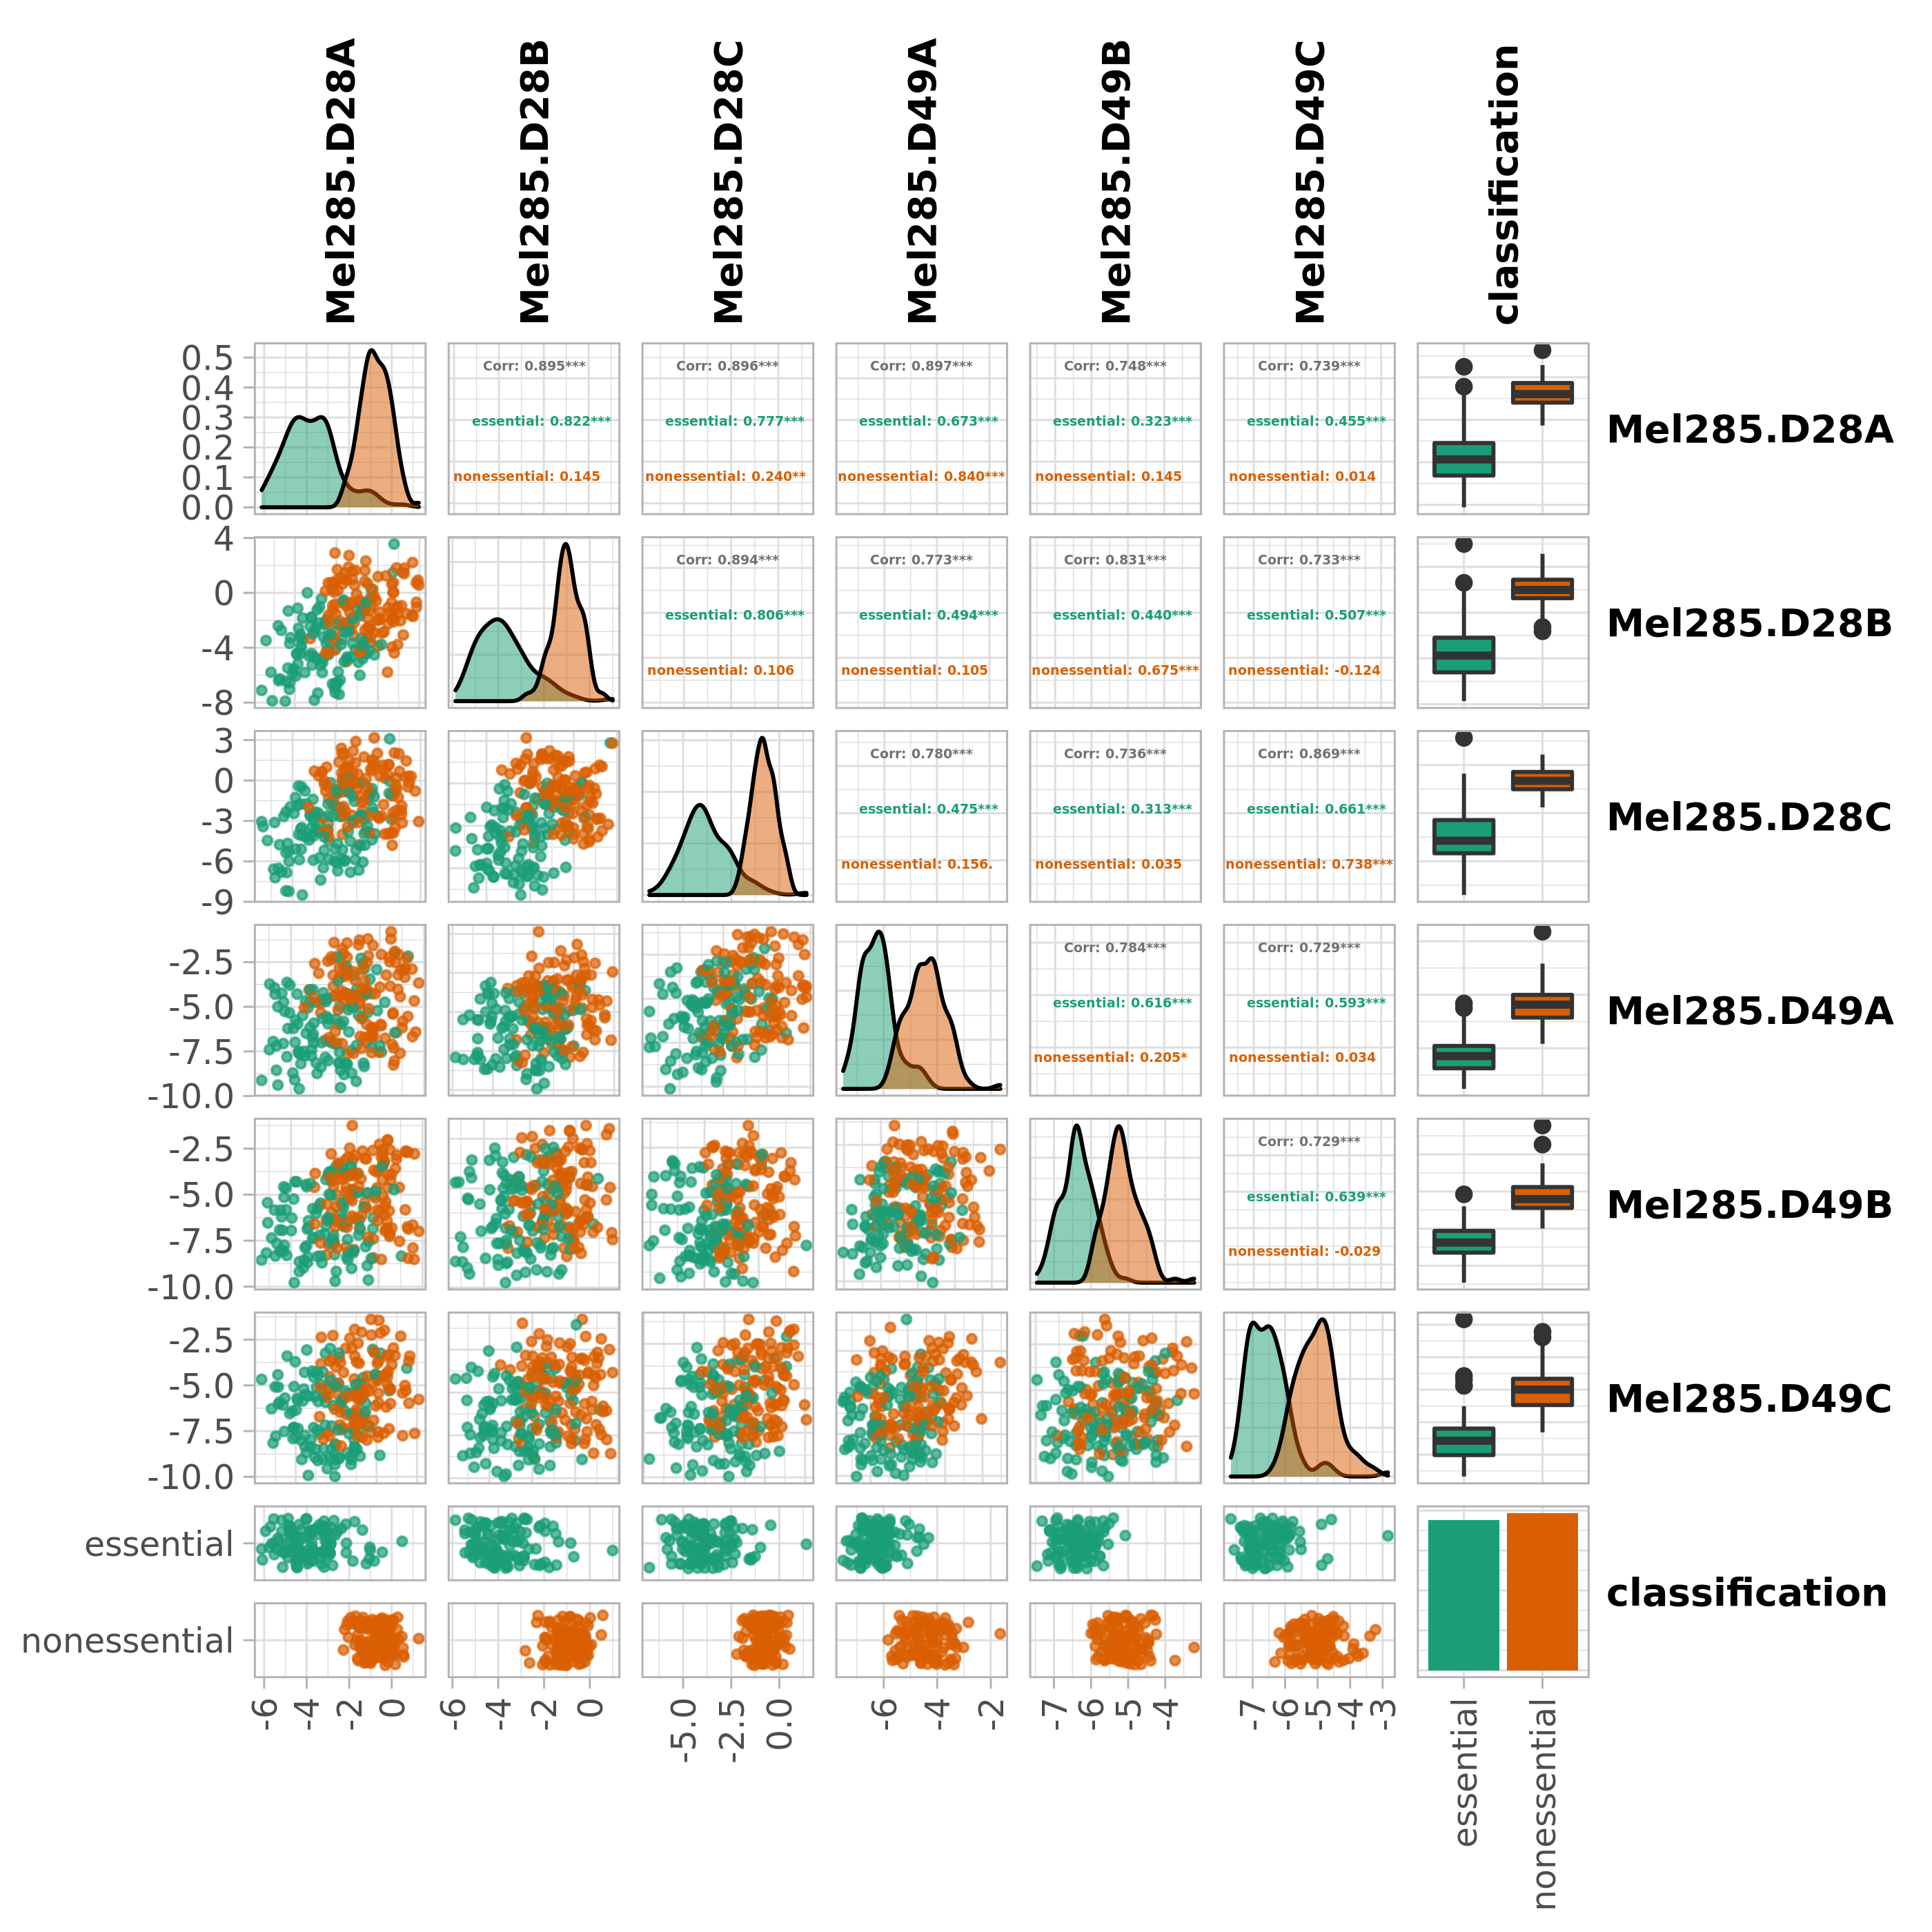 Mel285.D28A
Mel285.D28B
Mel285.D28C
Mel285.D49A
Mel285.D49B
Mel285.D49C
classification
0.5
0.4
0.3
0.2
0.1
0.0
Corr: 0.895***
essential: 0.822***
nonessential: 0.145
Corr: 0.896***
essential: 0.777***
nonessential: 0.240**
Corr: 0.897***
essential: 0.673***
nonessential: 0.840***
Corr: 0.748***
essential: 0.323***
nonessential: 0.145
Corr: 0.739***
essential: 0.455***
nonessential: 0.014
Mel285.D28A
4
0
-4
-8
Corr: 0.894***
essential: 0.806***
nonessential: 0.106
Corr: 0.773***
essential: 0.494***
nonessential: 0.105
Corr: 0.831***
essential: 0.440***
nonessential: 0.675***
Corr: 0.733***
essential: 0.507***
nonessential: -0.124
Mel285.D28B
3
0
-3
-6
-9
Corr: 0.780***
essential: 0.475***
nonessential: 0.156.
Corr: 0.736***
essential: 0.313***
nonessential: 0.035
Corr: 0.869***
essential: 0.661***
nonessential: 0.738***
Mel285.D28C
-2.5
-5.0
-7.5
-10.0
Corr: 0.784***
essential: 0.616***
nonessential: 0.205*
Corr: 0.729***
essential: 0.593***
nonessential: 0.034
Mel285.D49A
-2.5
-5.0
-7.5
-10.0
Corr: 0.729***
essential: 0.639***
nonessential: -0.029
Mel285.D49B
-2.5
-5.0
-7.5
-10.0
Mel285.D49C
essential
nonessential
classification
-6
-4
-2
0
-6
-4
-2
0
-5.0
-2.5
0.0
-6
-4
-2
-7
-6
-5
-4
-7
-6
-5
-4
-3
essential
nonessential